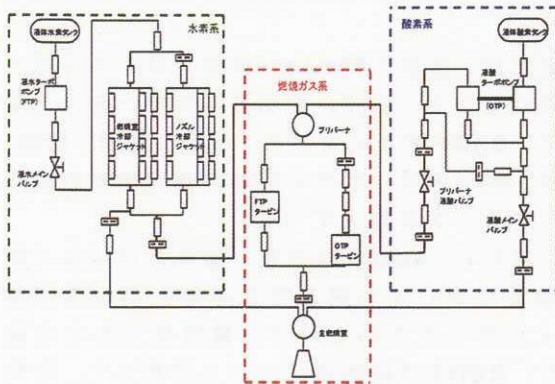 水素系
液体水素タンク
液水ターボ
ポンプ
(FTP)
液水メイン
バルブ
燃焼室
冷却
ジャケット
ノズル
冷却
ジャケット
燃焼ガス系
プリバーナ
FTP
タービン
OTP
タービン
主燃焼室
酸素系
液体酸素タンク
液酸
ターボポンプ
(OTP)
プリバーナ
液酸バルブ
液酸メイン
バルブ